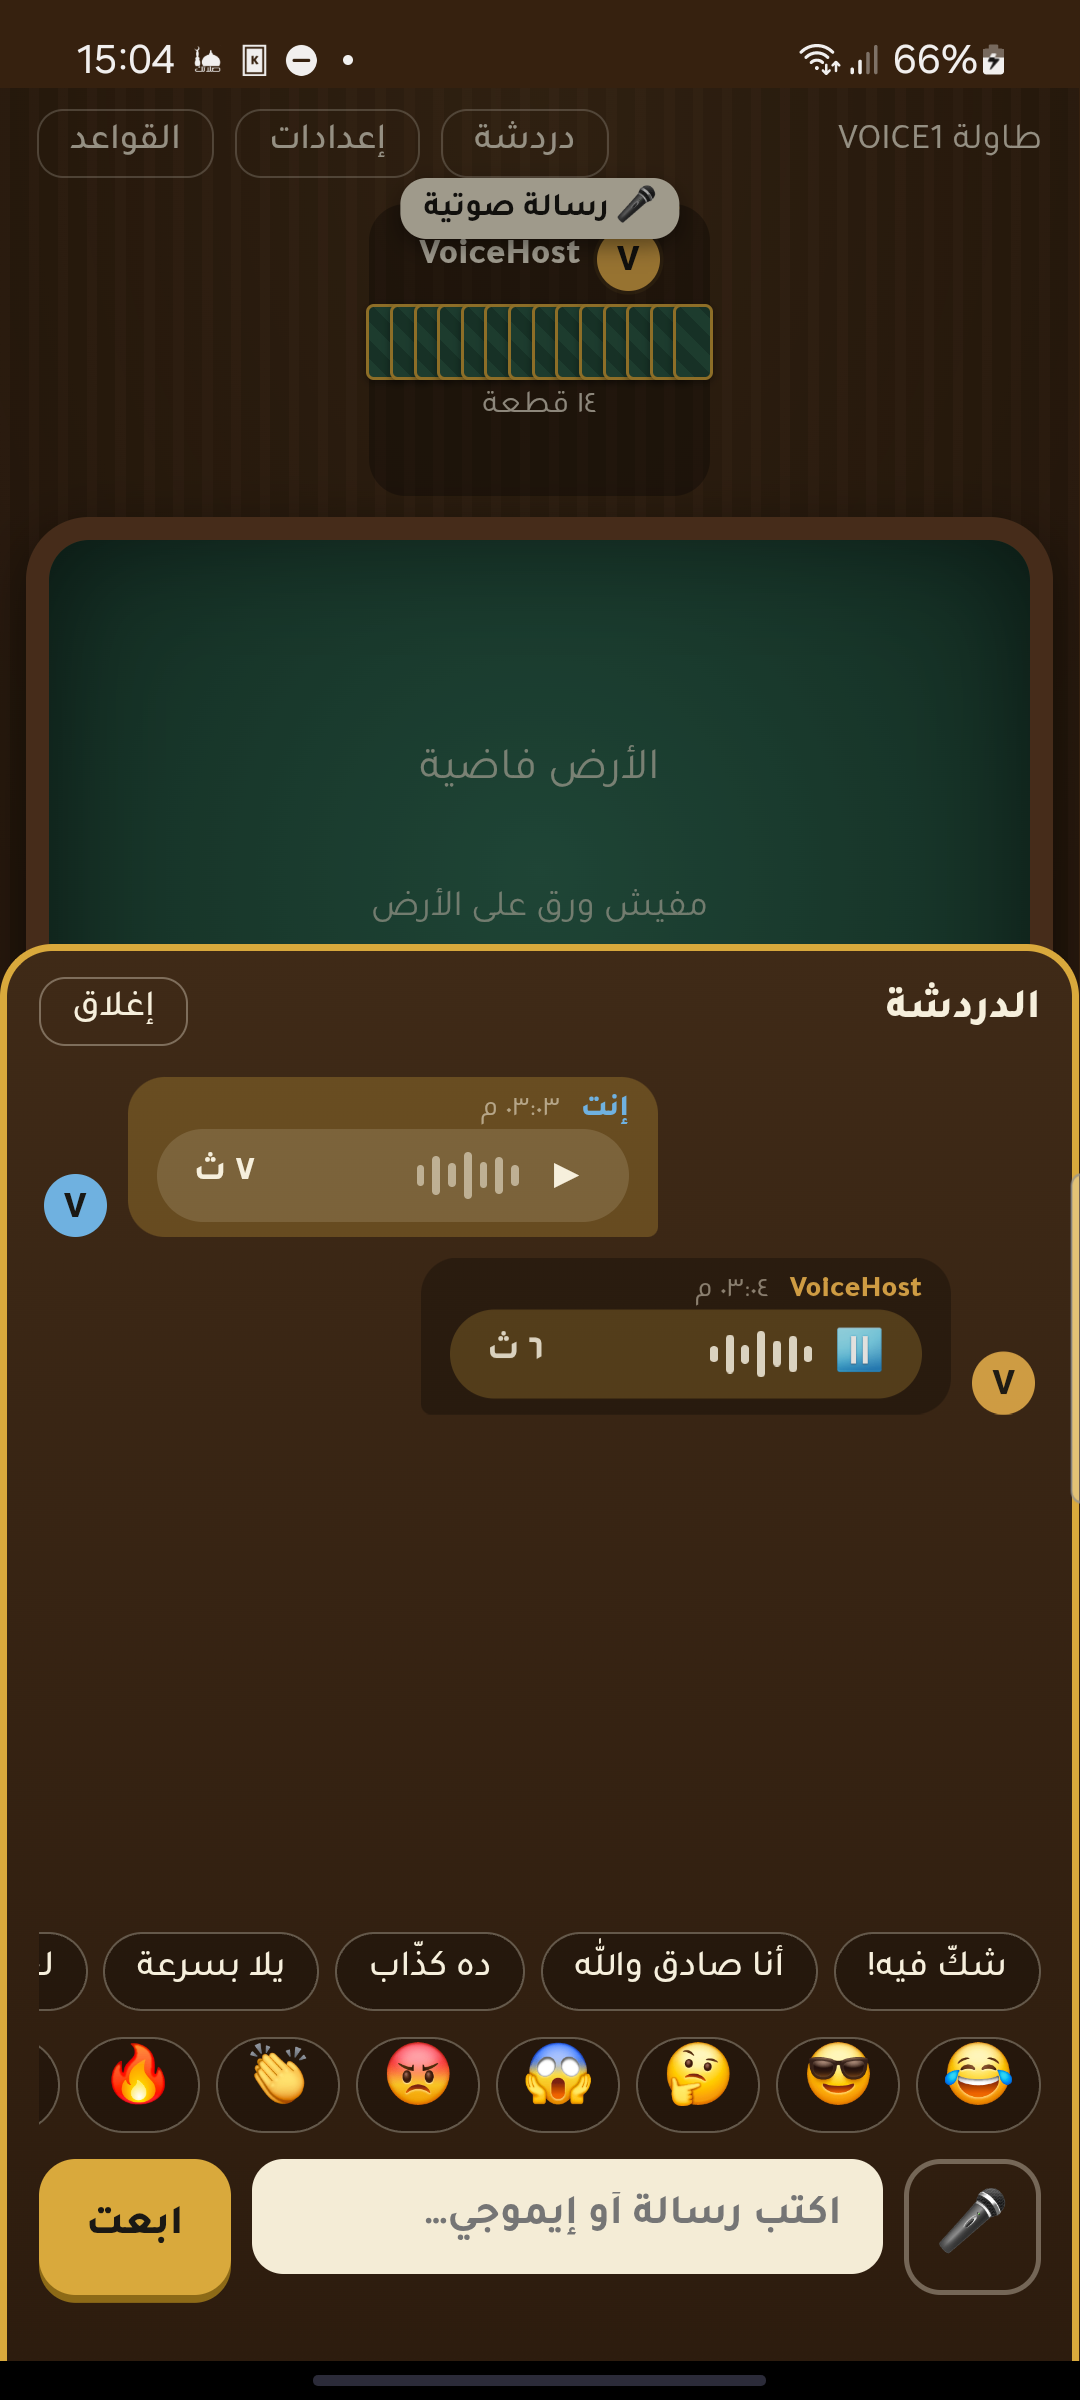 15:04
66%
طاولة VOICE1
دردشة
إعدادات
القواعد
🎤 رسالة صوتية
V
VoiceHost
١٤ قطعة
الأرض فاضية
مفيش ورق على الأرض
الدردشة
إغلاق
إنت ٠٣:٠٣ م
▶ ٧ ث
V
VoiceHost ٠٣:٠٤ م
⏸️ ٦ ث
V
شكّ فيه!
أنا صادق والله
ده كدّاب
يلا بسرعة
😂 😎 🤔 😱 😡 👏 🔥
🎤
اكتب رسالة أو إيموجي...
ابعت